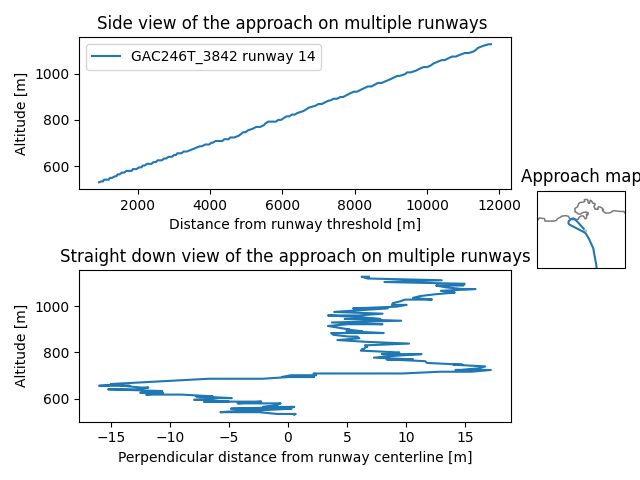 Side view of the approach on multiple runways
GAC246T_3842 runway 14
Altitude [m]
1000
800
600
2000 4000 6000 8000 10000 12000
Distance from runway threshold [m]
Approach map
Straight down view of the approach on multiple runways
Altitude [m]
1000
800
600
−15 −10 −5 0 5 10 15
Perpendicular distance from runway centerline [m]